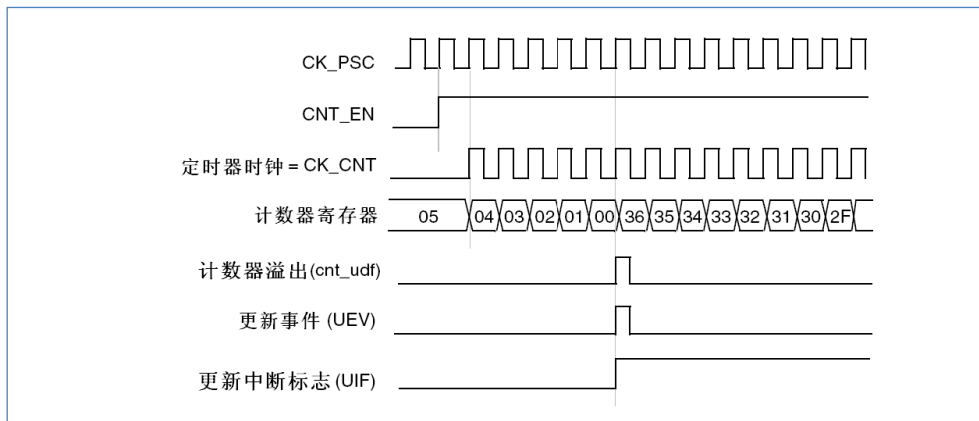 CK_PSC
CNT_EN
定时器时钟 = CK_CNT
计数器寄存器 05 04 03 02 01 00 36 35 34 33 32 31 30 2F
计数器溢出(cnt_udf)
更新事件 (UEV)
更新中断标志 (UIF)